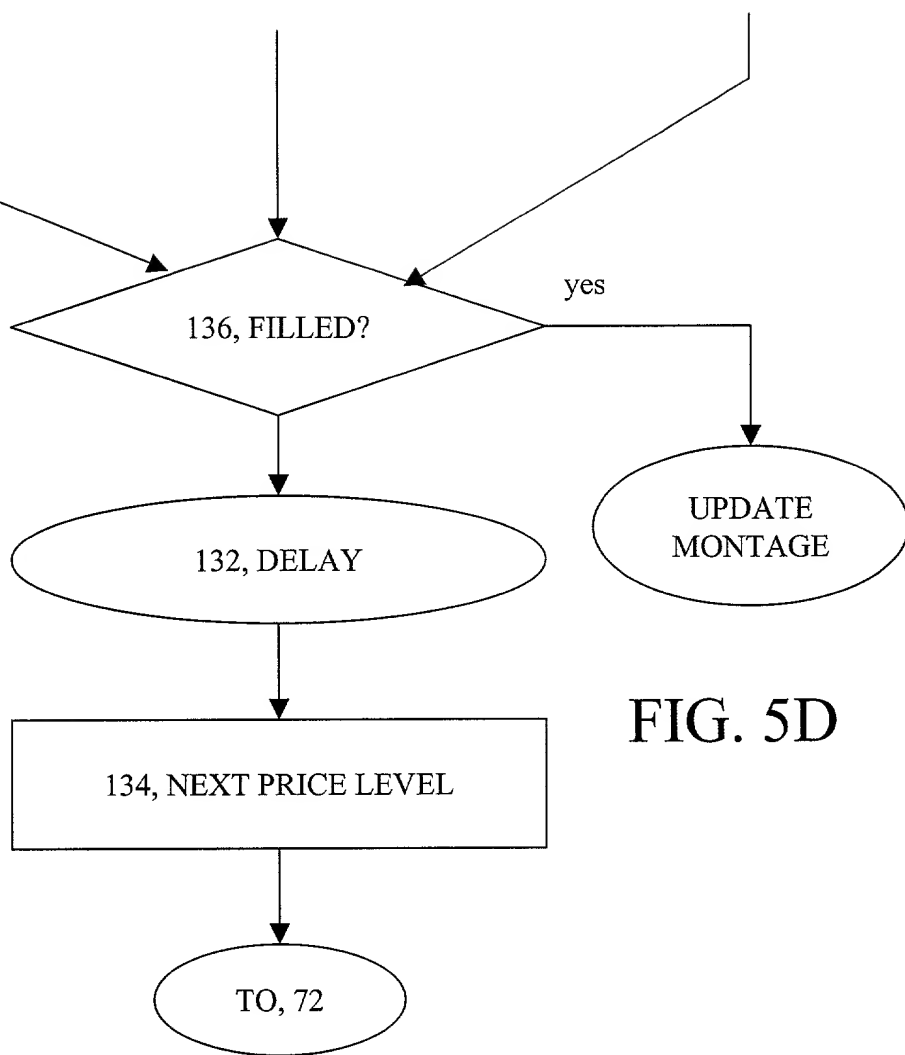 yes
136, FILLED?
UPDATE
MONTAGE
132, DELAY
FIG. 5D
134, NEXT PRICE LEVEL
TO, 72